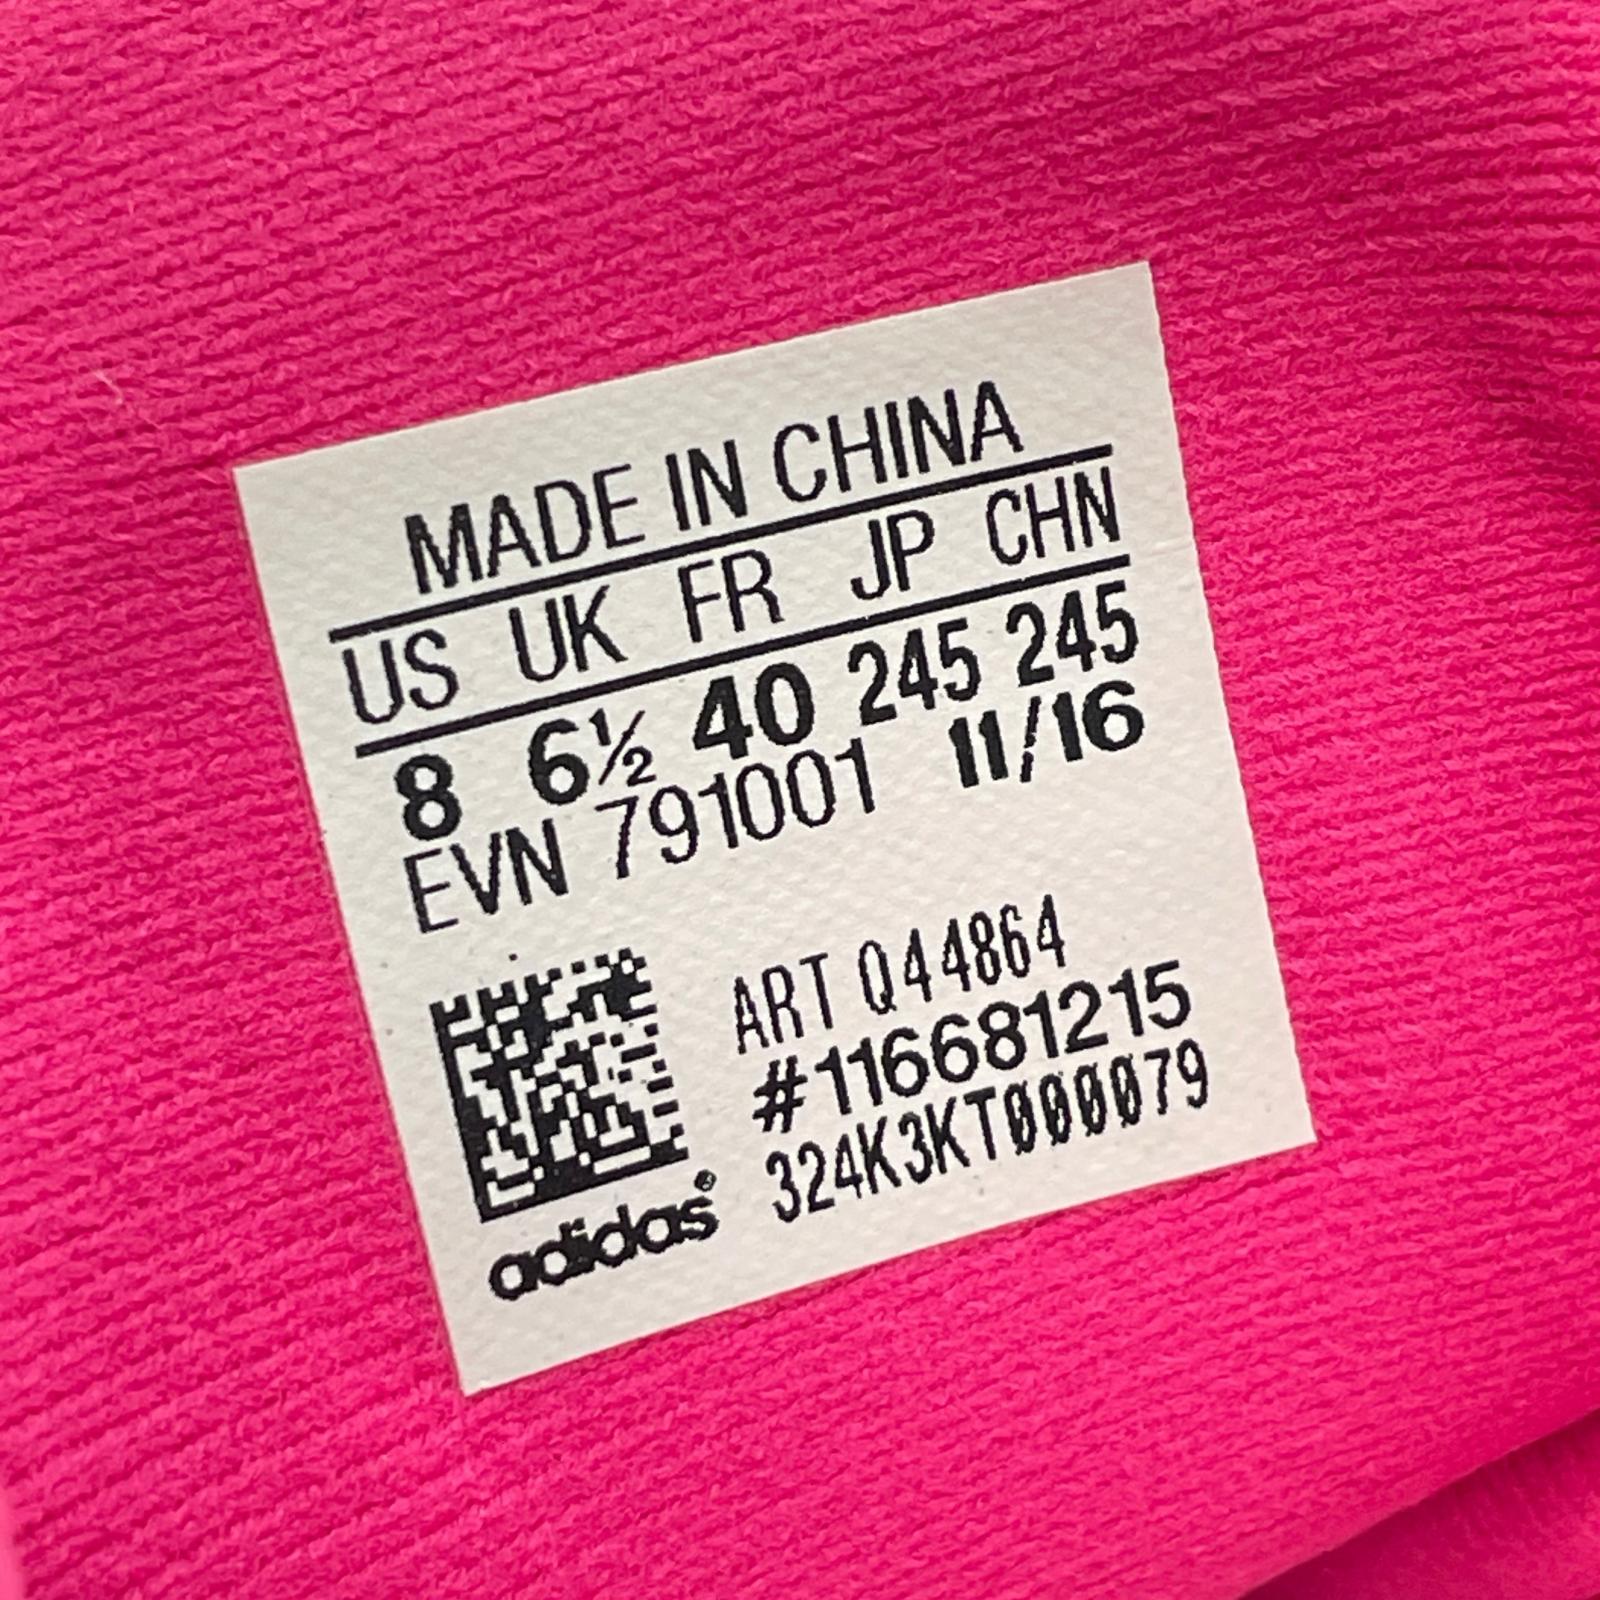 MADE IN CHINA
US UK FR JP CHN
8 6½ 40 245 245
EVN 791001 11/16
ART Q44864
#116681215
324K3KT000079
adidas®